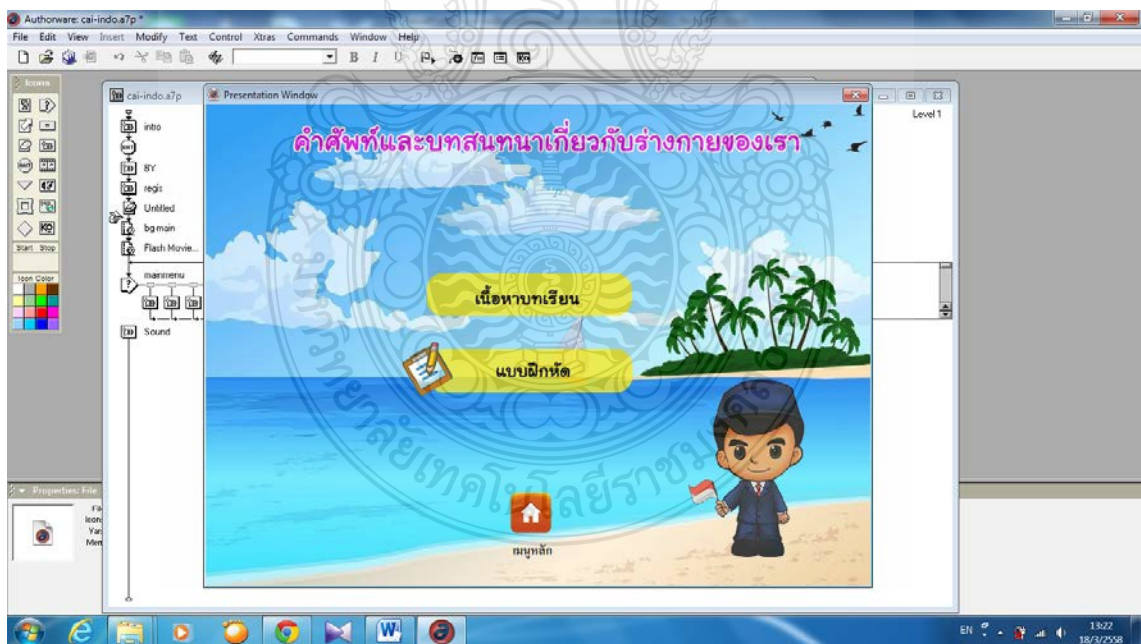 Authorware: cai-indo.a7p *
File Edit View Insert Modify Text Control Xtras Commands Window Help
B I U
Icons
cai-indo.a7p
Presentation Window
Level 1
คำศัพท์และบทสนทนาเกี่ยวกับร่างกายของเรา
intro
BY
regis
Untitled
bg main
Flash Movie...
Start Stop
Icon Color
mainmenu
Sound
เนื้อหาบทเรียน
แบบฝึกหัด
เมนูหลัก
Properties: File
EN
13:22
18/3/2558